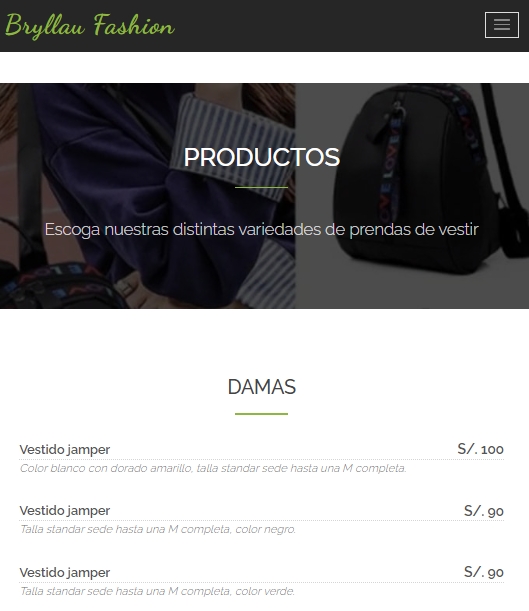 Bryllau Fashion
PRODUCTOS
Escoga nuestras distintas variedades de prendas de vestir
DAMAS
Vestido jamper S/. 100
Color blanco con dorado amarillo, talla standar sede hasta una M completa.
Vestido jamper S/. 90
Talla standar sede hasta una M completa, color negro.
Vestido jamper S/. 90
Talla standar sede hasta una M completa, color verde.